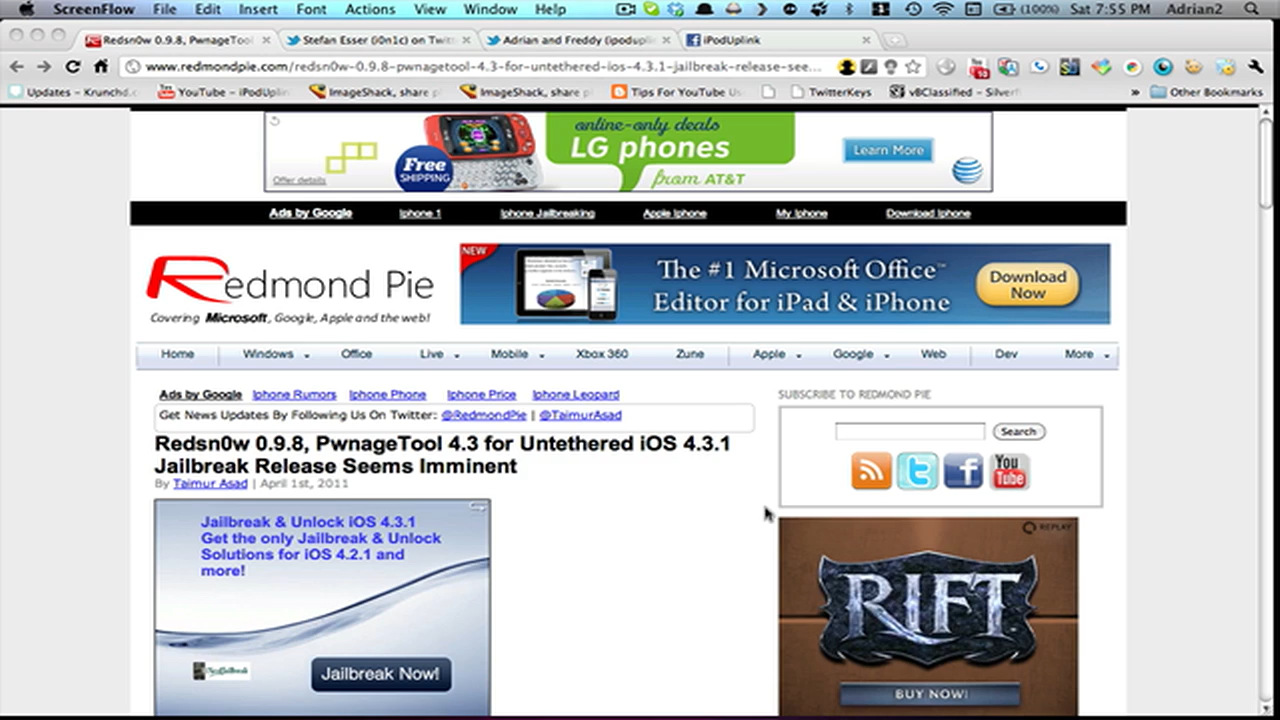 ScreenFlow File Edit Insert Font Actions View Window Help (100%) Sat 7:55 PM Adrian2
Redsn0w 0.9.8, PwnageTool Stefan Esser (i0n1c) on Twit Adrian and Freddy (ipodupli iPodUplink
www.redmondpie.com/redsn0w-0.9.8-pwnagetool-4.3-for-untethered-ios-4.3.1-jailbreak-release-see... 10
Updates – Krunchd.c YouTube – iPodUplin ImageShack, share p ImageShack, share p Tips For YouTube Us TwitterKeys vBClassified – Silverf » Other Bookmarks
online-only deals
LG phones
from AT&T
Free
SHIPPING
Offer details
Learn More
Ads by Google Iphone 1 Iphone Jailbreaking Apple Iphone My Iphone Download Iphone
Redmond Pie
Covering Microsoft, Google, Apple and the web!
NEW
The #1 Microsoft Office™
Editor for iPad & iPhone
Download
Now
Home Windows Office Live Mobile Xbox 360 Zune Apple Google Web Dev More
Ads by Google Iphone Rumors Iphone Phone Iphone Price Iphone Leopard
Get News Updates By Following Us On Twitter: @RedmondPie | @TaimurAsad
Redsn0w 0.9.8, PwnageTool 4.3 for Untethered iOS 4.3.1
Jailbreak Release Seems Imminent
By Taimur Asad | April 1st, 2011
Jailbreak & Unlock iOS 4.3.1
Get the only Jailbreak & Unlock
Solutions for iOS 4.2.1 and
more!
Jailbreak Now!
SUBSCRIBE TO REDMOND PIE
Search
You
Tube
REPLAY
RIFT
BUY NOW!